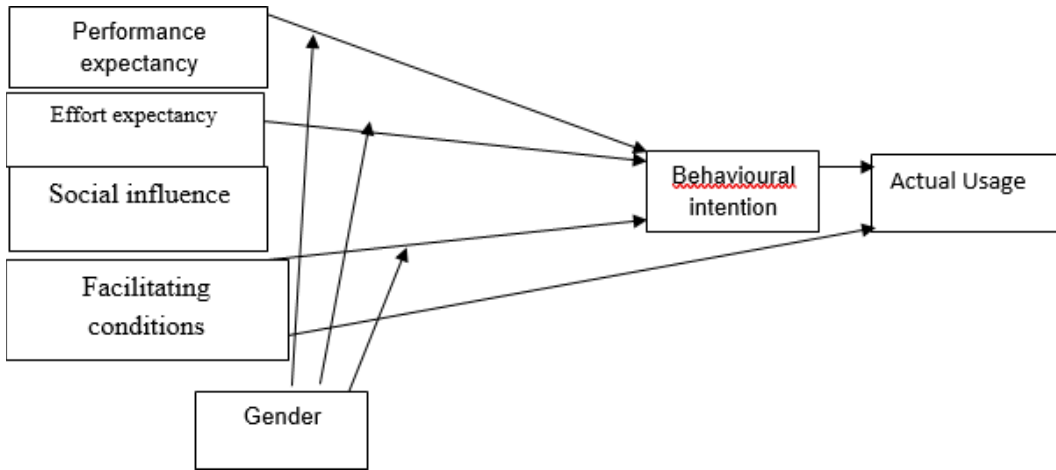 Performance
expectancy
Effort expectancy
Social influence
Facilitating
conditions
Gender
Behavioural
intention
Actual Usage